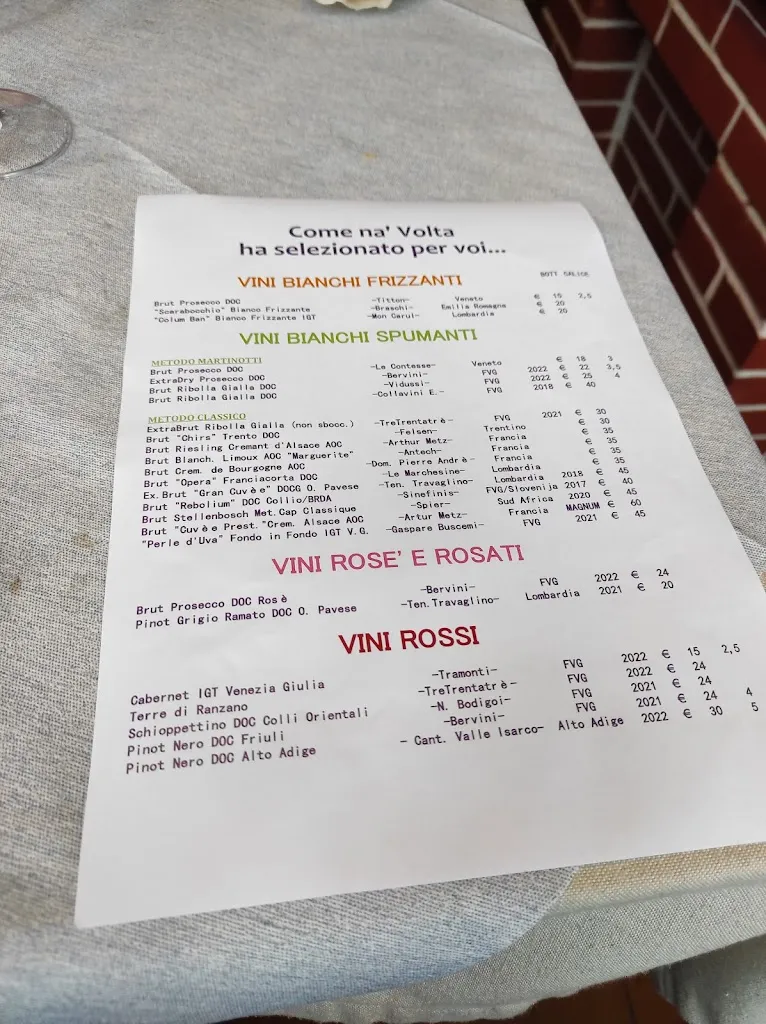 Come na' Volta
ha selezionato per voi...
BOTT CALICE
VINI BIANCHI FRIZZANTI
Brut Prosecco DOC -Titton- Veneto € 15 2,5
"Scarabocchio" Bianco Frizzante -Braschi- Emilia Romagna € 20
"Colum Ban" Bianco Frizzante IGT -Mon Carul- Lombardia € 20
VINI BIANCHI SPUMANTI
METODO MARTINOTTI
Brut Prosecco DOC -Le Contesse- Veneto € 18 3
ExtraDry Prosecco DOC -Bervini- FVG 2022 € 22 3,5
Brut Ribolla Gialla DOC -Vidussi- FVG 2022 € 25 4
Brut Ribolla Gialla DOC -Collavini E.- FVG 2018 € 40
METODO CLASSICO
ExtraBrut Ribolla Gialla (non sbocc.) -TreTrentatrè- FVG 2021 € 30
Brut "Chirs" Trento DOC -Felsen- Trentino € 30
Brut Riesling Cremant d'Alsace AOC -Arthur Metz- Francia € 35
Brut Blanch. Limoux AOC "Marguerite" -Antech- Francia € 35
Brut Crem. de Bourgogne AOC -Dom. Pierre Andrè- Francia € 35
Brut "Opera" Franciacorta DOC -Le Marchesine- Lombardia € 35
Ex. Brut "Gran Cuvèe" DOCG O. Pavese -Ten. Travaglino- Lombardia 2018 € 45
Brut "Rebolium" DOC Collio/BRDA -Sinefinis- FVG/Slovenija 2017 € 40
Brut Stellenbosch Met. Cap Classique -Spier- Sud Africa 2020 € 45
Brut "Cuvèe Prest. "Crem. Alsace AOC -Artur Metz- Francia MAGNUM € 60
"Perle d'Uva" Fondo in Fondo IGT V.G. -Gaspare Buscemi- FVG 2021 € 45
VINI ROSE' E ROSATI
Brut Prosecco DOC Rosè -Bervini- FVG 2022 € 24
Pinot Grigio Ramato DOC O. Pavese -Ten. Travaglino- Lombardia 2021 € 20
VINI ROSSI
Cabernet IGT Venezia Giulia -Tramonti- FVG 2022 € 15 2,5
Terre di Ranzano -TreTrentatrè- FVG 2022 € 24
Schioppettino DOC Colli Orientali -N. Bodigoi- FVG 2021 € 24
Pinot Nero DOC Friuli -Bervini- FVG 2021 € 24 4
Pinot Nero DOC Alto Adige - Cant. Valle Isarco- Alto Adige 2022 € 30 5